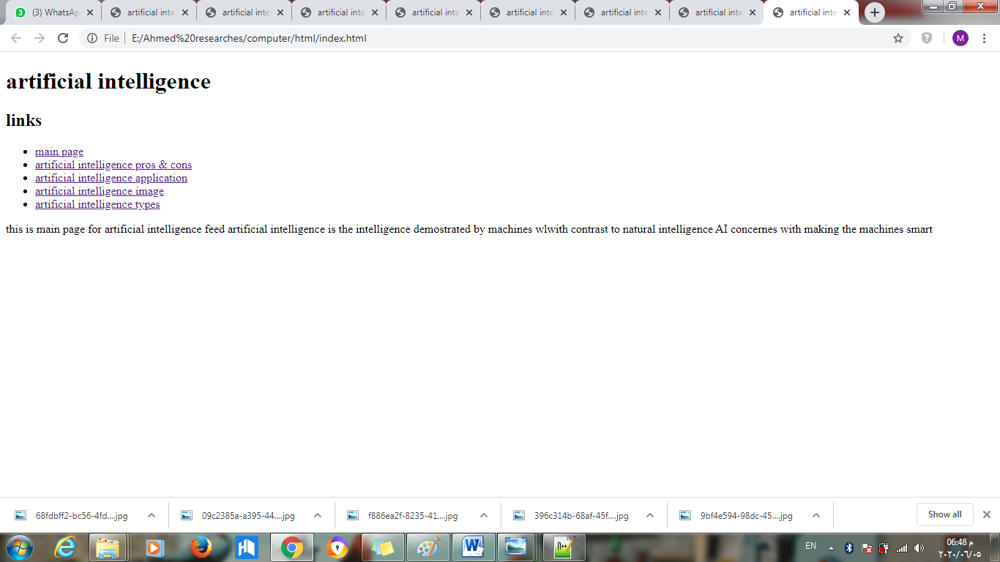 (3) WhatsAp
artificial inte
artificial inte
artificial inte
artificial inte
artificial inte
artificial inte
artificial inte
artificial inte
File | E:/Ahmed%20researches/computer/html/index.html
M
artificial intelligence
links
main page
artificial intelligence pros & cons
artificial intelligence application
artificial intelligence image
artificial intelligence types
this is main page for artificial intelligence feed artificial intelligence is the intelligence demostrated by machines wlwith contrast to natural intelligence AI concernes with making the machines smart
68fdbff2-bc56-4fd....jpg
09c2385a-a395-44....jpg
f886ea2f-8235-41....jpg
396c314b-68af-45f....jpg
9bf4e594-98dc-45....jpg
Show all
EN
06:48 م
٢٠٢٠/٠٦/٠٥